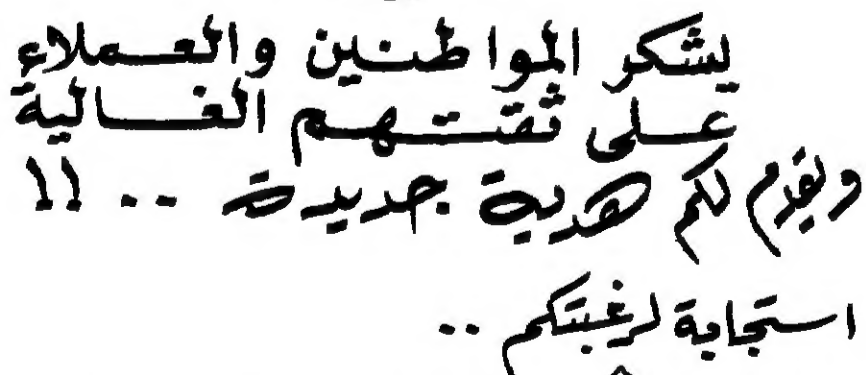 يشكر المواطنين والعملاء
على ثقتهم الغالية
ويقدم لكم هدية جديدة .. !!
استجابة لرغبتكم ..